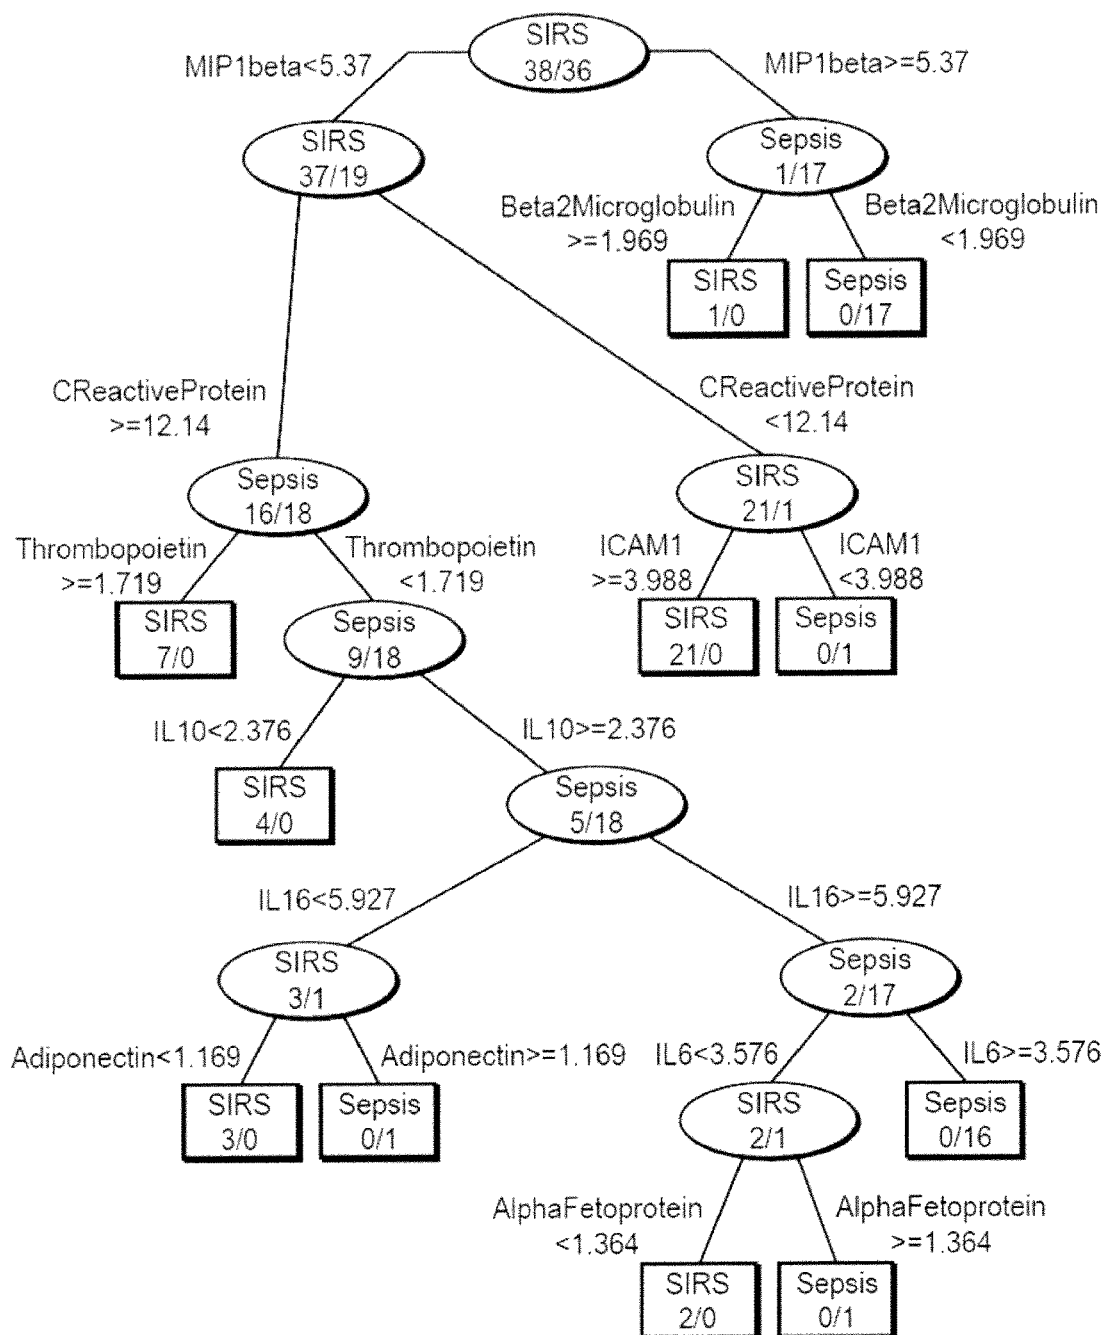 SIRS
38/36
MIP1beta<5.37
MIP1beta>=5.37
SIRS
37/19
Sepsis
1/17
Beta2Microglobulin
>=1.969
Beta2Microglobulin
<1.969
SIRS
1/0
Sepsis
0/17
CReactiveProtein
>=12.14
CReactiveProtein
<12.14
Sepsis
16/18
SIRS
21/1
Thrombopoietin
>=1.719
Thrombopoietin
<1.719
ICAM1
>=3.988
ICAM1
<3.988
SIRS
7/0
Sepsis
9/18
SIRS
21/0
Sepsis
0/1
IL10<2.376
IL10>=2.376
SIRS
4/0
Sepsis
5/18
IL16<5.927
IL16>=5.927
SIRS
3/1
Sepsis
2/17
Adiponectin<1.169
Adiponectin>=1.169
IL6<3.576
IL6>=3.576
SIRS
3/0
Sepsis
0/1
SIRS
2/1
Sepsis
0/16
AlphaFetoprotein
<1.364
AlphaFetoprotein
>=1.364
SIRS
2/0
Sepsis
0/1